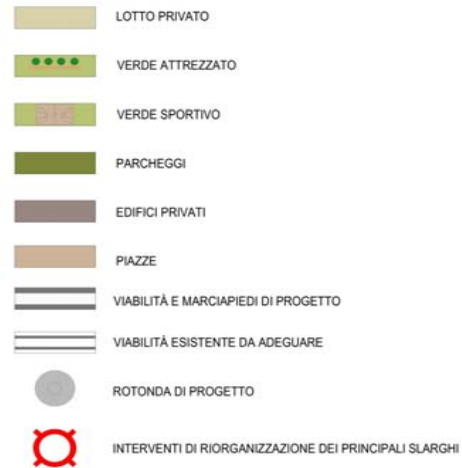 LOTTO PRIVATO
VERDE ATTREZZATO
VERDE SPORTIVO
PARCHEGGI
EDIFICI PRIVATI
PIAZZE
VIABILITÀ E MARCIAPIEDI DI PROGETTO
VIABILITÀ ESISTENTE DA ADEGUARE
ROTONDA DI PROGETTO
INTERVENTI DI RIORGANIZZAZIONE DEI PRINCIPALI SLARGHI